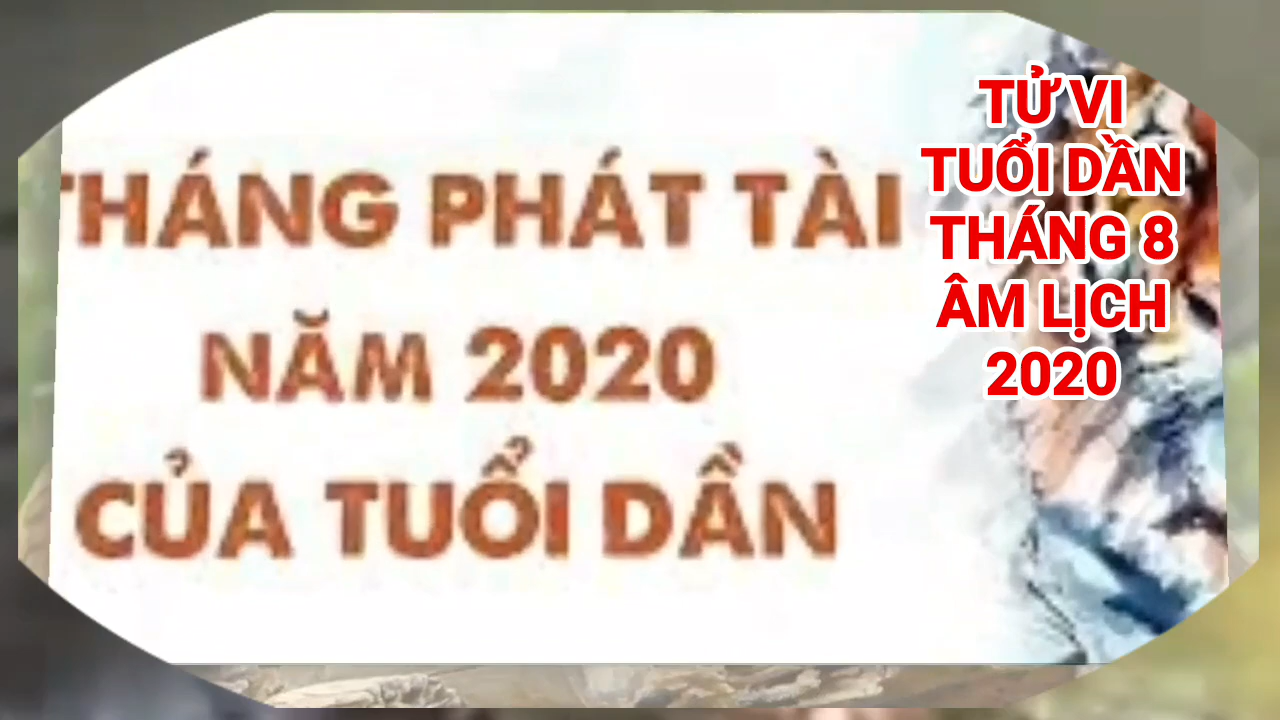 THÁNG PHÁT TÀI
NĂM 2020
CỦA TUỔI DẦN
TỬ VI
TUỔI DẦN
THÁNG 8
ÂM LỊCH
2020